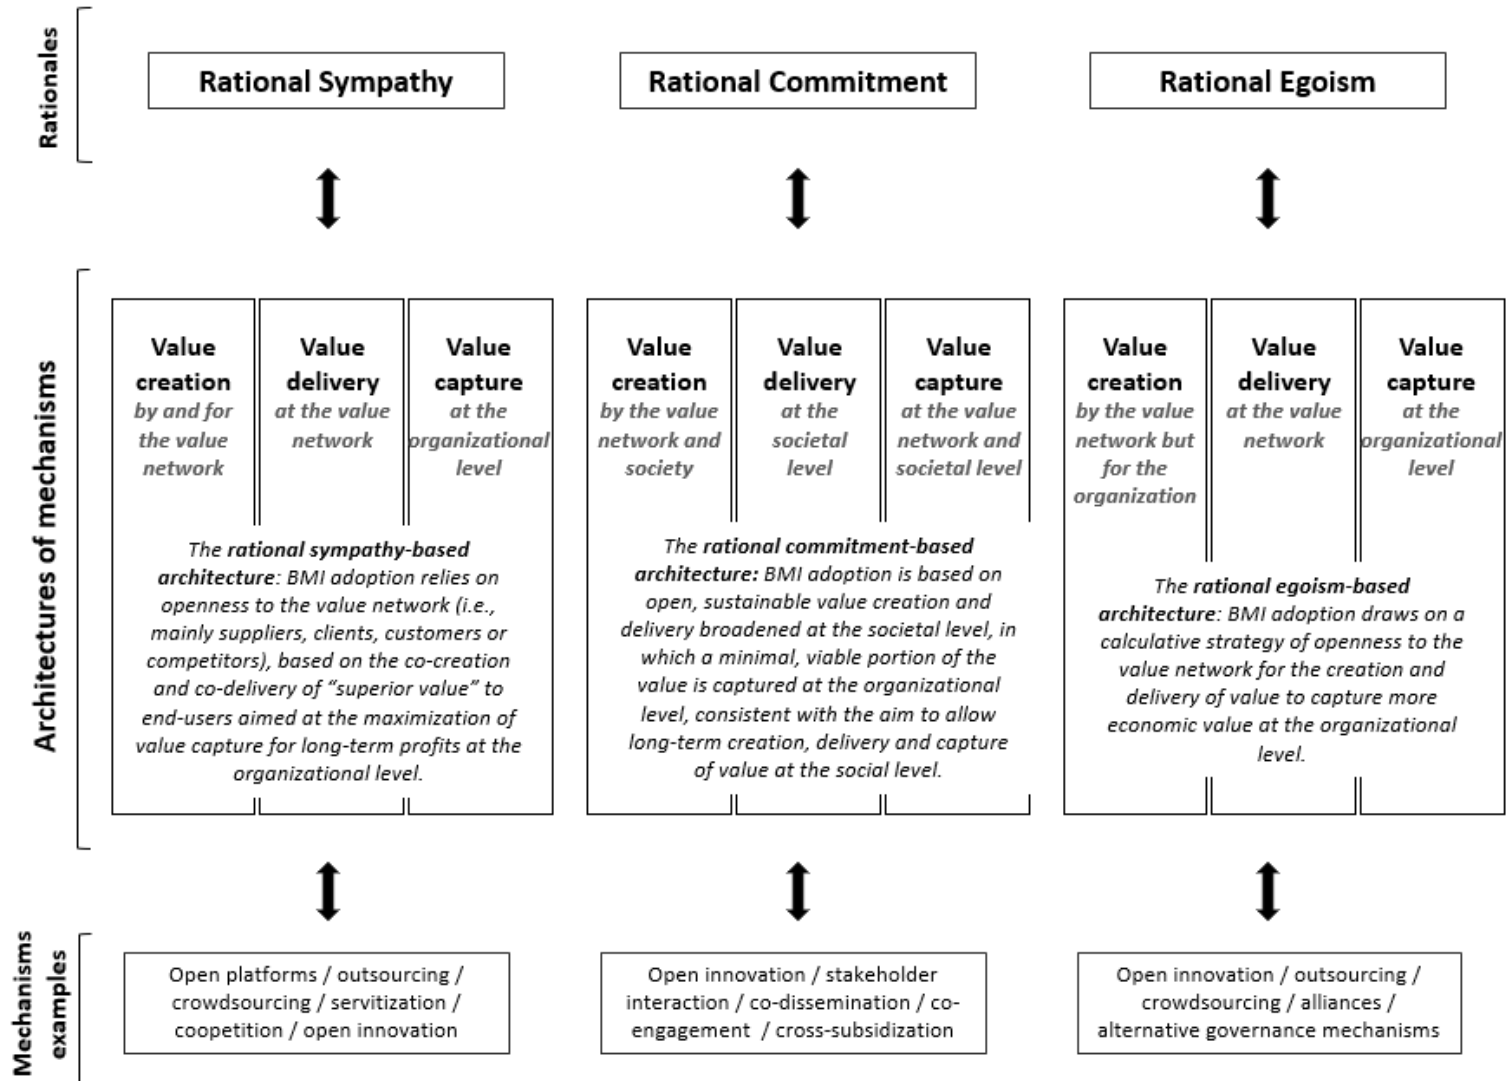 Rationales
Rational Sympathy
Rational Commitment
Rational Egoism
Architectures of mechanisms
Value
creation
by and for
the value
network
Value
delivery
at the value
network
Value
capture
at the
organizational
level
The rational sympathy-based
architecture: BMI adoption relies on
openness to the value network (i.e.,
mainly suppliers, clients, customers or
competitors), based on the co-creation
and co-delivery of “superior value” to
end-users aimed at the maximization of
value capture for long-term profits at the
organizational level.
Value
creation
by the value
network and
society
Value
delivery
at the
societal
level
Value
capture
at the value
network and
societal level
The rational commitment-based
architecture: BMI adoption is based on
open, sustainable value creation and
delivery broadened at the societal level, in
which a minimal, viable portion of the
value is captured at the organizational
level, consistent with the aim to allow
long-term creation, delivery and capture
of value at the social level.
Value
creation
by the value
network but
for the
organization
Value
delivery
at the value
network
Value
capture
at the
organizational
level
The rational egoism-based
architecture: BMI adoption draws on a
calculative strategy of openness to the
value network for the creation and
delivery of value to capture more
economic value at the organizational
level.
Mechanisms
examples
Open platforms / outsourcing /
crowdsourcing / servitization /
coopetition / open innovation
Open innovation / stakeholder
interaction / co-dissemination / co-
engagement / cross-subsidization
Open innovation / outsourcing /
crowdsourcing / alliances /
alternative governance mechanisms